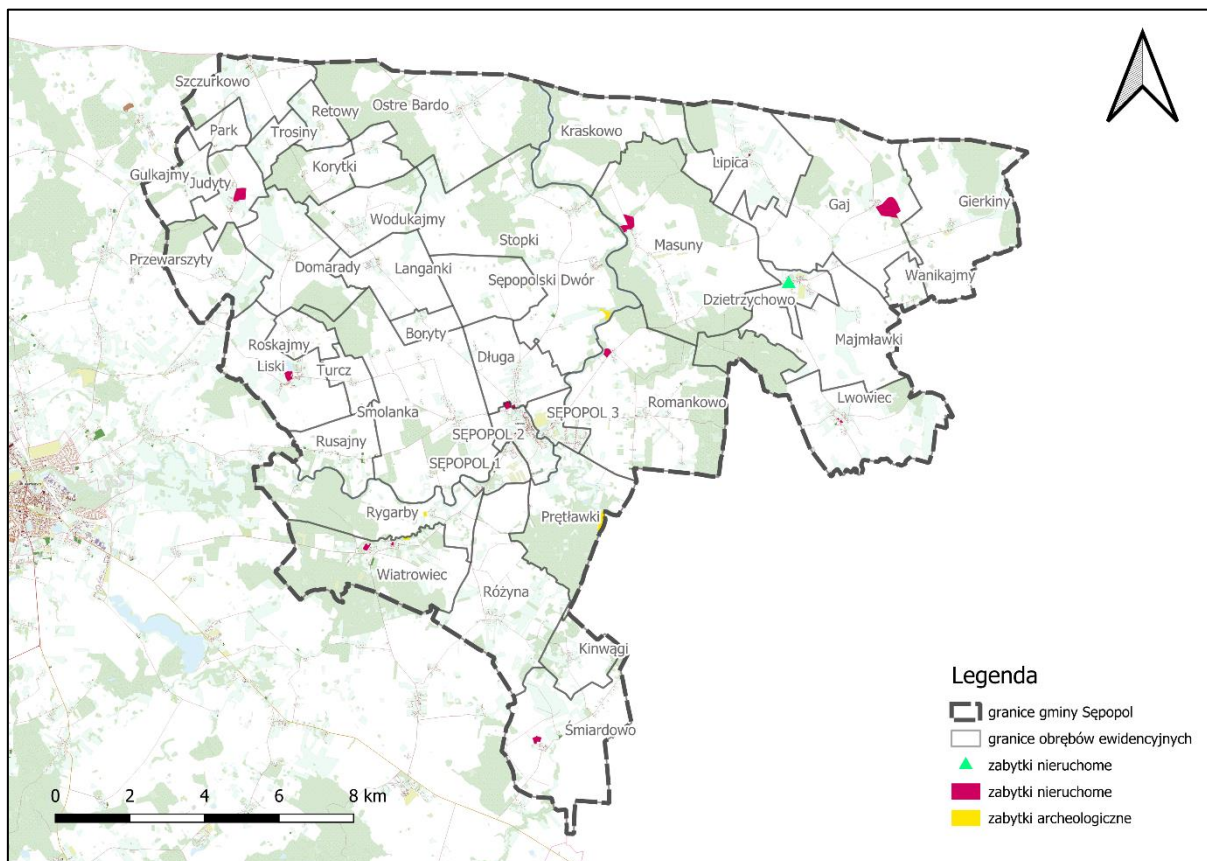 Szczurkowo
Retowy
Ostre Bardo
Park
Trosiny
Kraskowo
Lipica
Korytki
Gulkajmy
Judyty
Gaj
Gierkiny
Wodukajmy
Stopki
Masuny
Przewarszyty
Domarady
Langanki
Sępopolski Dwór
Wanikajmy
Dzietrzychowo
Boryty
Majmławki
Roskajmy
Długa
Liski
Turcz
Romankowo
Lwowiec
Smolanka
SĘPOPOL 3
Rusajny
SĘPOPOL 2
SĘPOPOL 1
Rygarby
Prętławki
Wiatrowiec
Różyna
Kinwągi
Śmiardowo
Legenda
granice gminy Sępopol
granice obrębów ewidencyjnych
zabytki nieruchome
zabytki nieruchome
zabytki archeologiczne
0 2 4 6 8 km